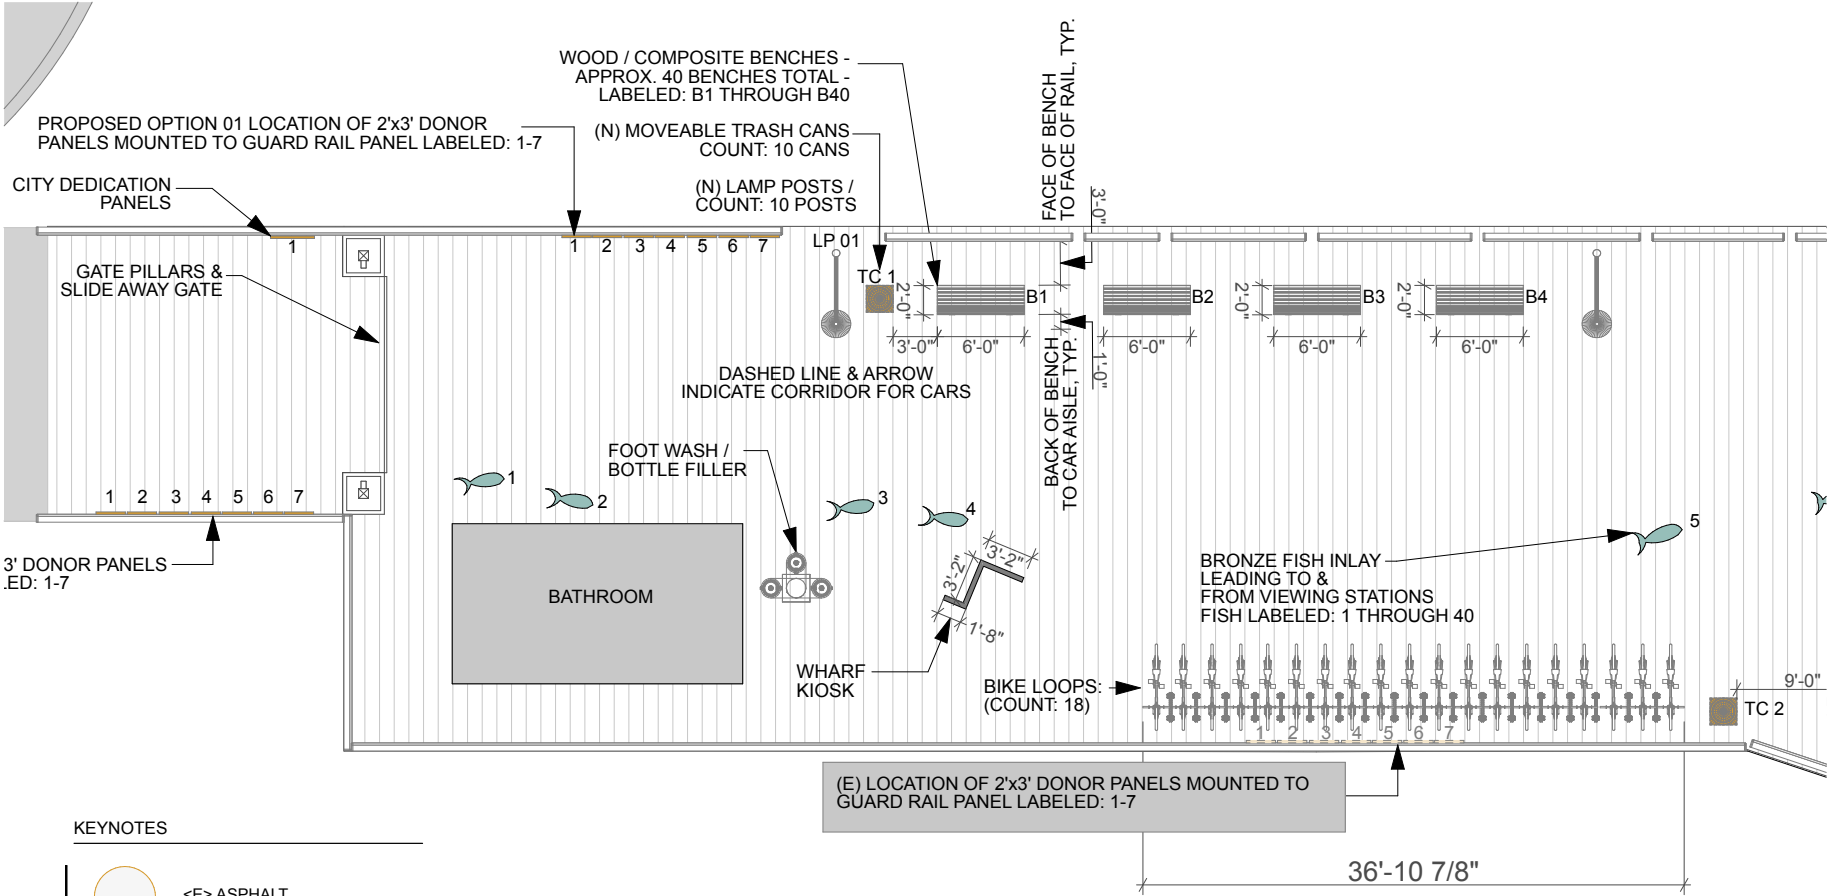 WOOD / COMPOSITE BENCHES -
APPROX. 40 BENCHES TOTAL -
LABELED: B1 THROUGH B40
FACE OF BENCH
TO FACE OF RAIL, TYP.
PROPOSED OPTION 01 LOCATION OF 2'x3' DONOR
PANELS MOUNTED TO GUARD RAIL PANEL LABELED: 1-7
(N) MOVEABLE TRASH CANS
COUNT: 10 CANS
CITY DEDICATION
PANELS
(N) LAMP POSTS /
COUNT: 10 POSTS
3'-0"
1
1 2 3 4 5 6 7
LP 01
GATE PILLARS &
SLIDE AWAY GATE
TC 1
2'-0"
B1
B2
2'-0"
B3
2'-0"
B4
3'-0"
6'-0"
6'-0"
6'-0"
6'-0"
1'-0"
BACK OF BENCH
TO CAR AISLE, TYP.
DASHED LINE & ARROW
INDICATE CORRIDOR FOR CARS
FOOT WASH /
BOTTLE FILLER
1
2
3
4
5
1 2 3 4 5 6 7
3' DONOR PANELS
LED: 1-7
BATHROOM
3'-2"
3'-2"
1'-8"
WHARF
KIOSK
BRONZE FISH INLAY
LEADING TO &
FROM VIEWING STATIONS
FISH LABELED: 1 THROUGH 40
BIKE LOOPS:
(COUNT: 18)
9'-0"
TC 2
1 2 3 4 5 6 7
(E) LOCATION OF 2'x3' DONOR PANELS MOUNTED TO
GUARD RAIL PANEL LABELED: 1-7
36'-10 7/8"
KEYNOTES
<E> ASPHALT